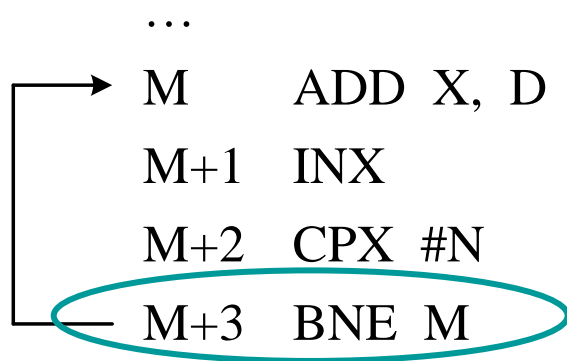 …
M ADD X, D
M+1 INX
M+2 CPX #N
M+3 BNE M